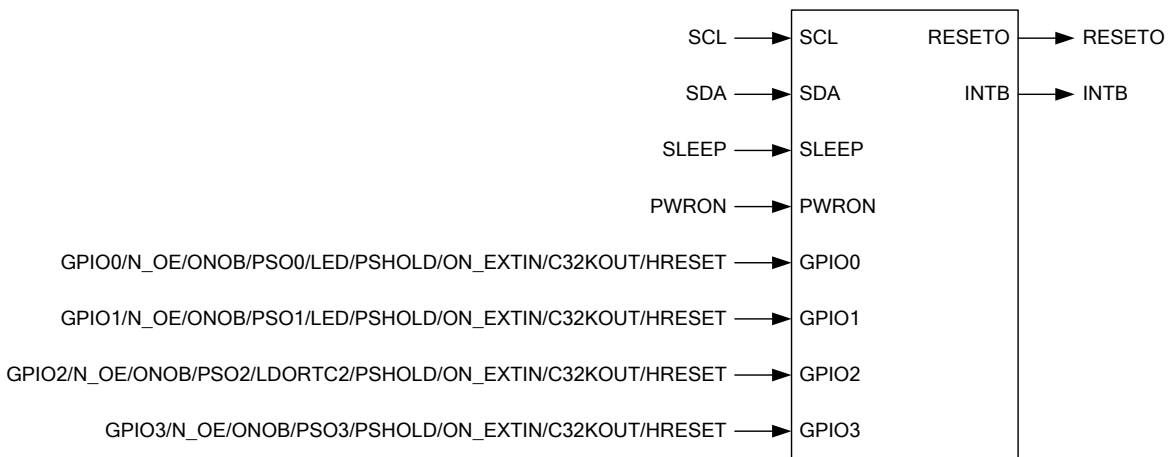 SCL SCL RESETO RESETO
SDA SDA INTB INTB
SLEEP SLEEP
PWRON PWRON
GPIO0/N_OE/ONOB/PSO0/LED/PSHOLD/ON_EXTIN/C32KOUT/HRESET GPIO0
GPIO1/N_OE/ONOB/PSO1/LED/PSHOLD/ON_EXTIN/C32KOUT/HRESET GPIO1
GPIO2/N_OE/ONOB/PSO2/LDORTC2/PSHOLD/ON_EXTIN/C32KOUT/HRESET GPIO2
GPIO3/N_OE/ONOB/PSO3/PSHOLD/ON_EXTIN/C32KOUT/HRESET GPIO3